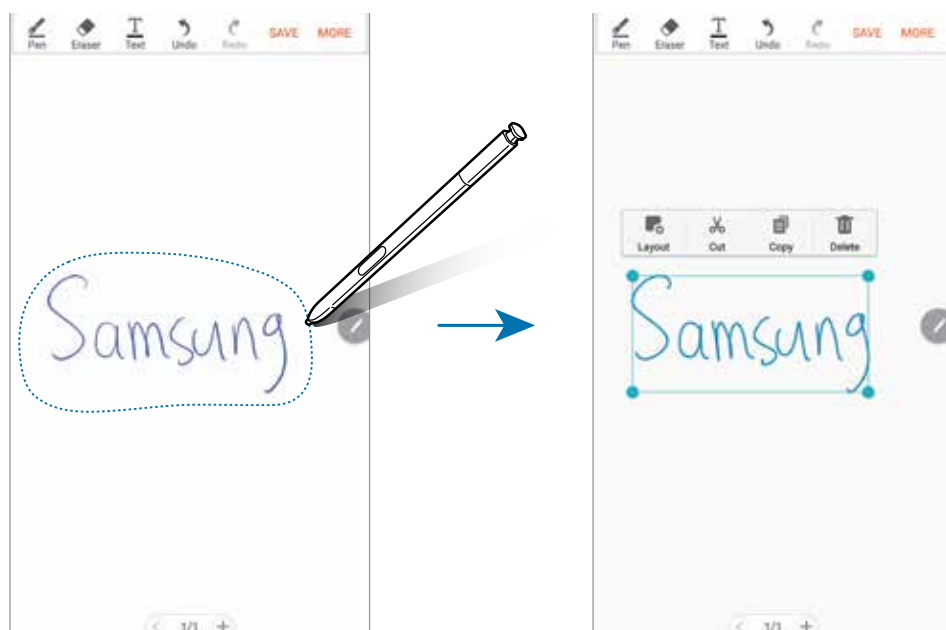 Pen Eraser Text Undo Redo SAVE MORE
Samsung
1/1
Pen Eraser Text Undo Redo SAVE MORE
Layout Cut Copy Delete
Samsung
1/1